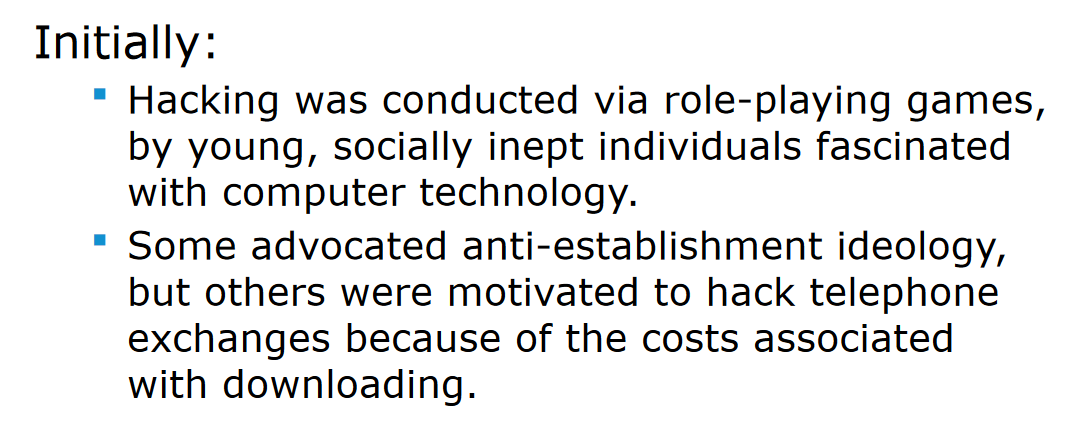 Initially:
▪ Hacking was conducted via role-playing games,
by young, socially inept individuals fascinated
with computer technology.
▪ Some advocated anti-establishment ideology,
but others were motivated to hack telephone
exchanges because of the costs associated
with downloading.